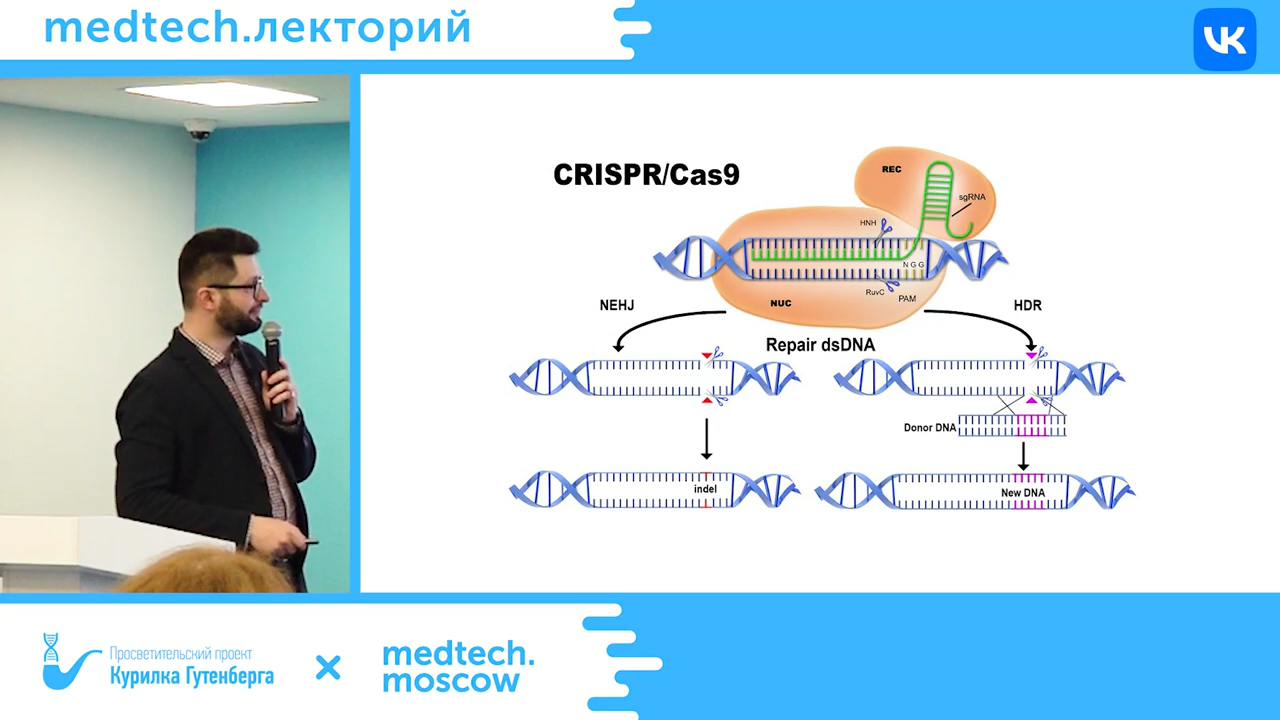 medtech.лекторий
VK
CRISPR/Cas9
REC
sgRNA
HNH
N G G
RuvC
PAM
NUC
NEHJ
HDR
Repair dsDNA
Donor DNA
indel
New DNA
Просветительский проект
Курилка Гутенберга
medtech.
moscow